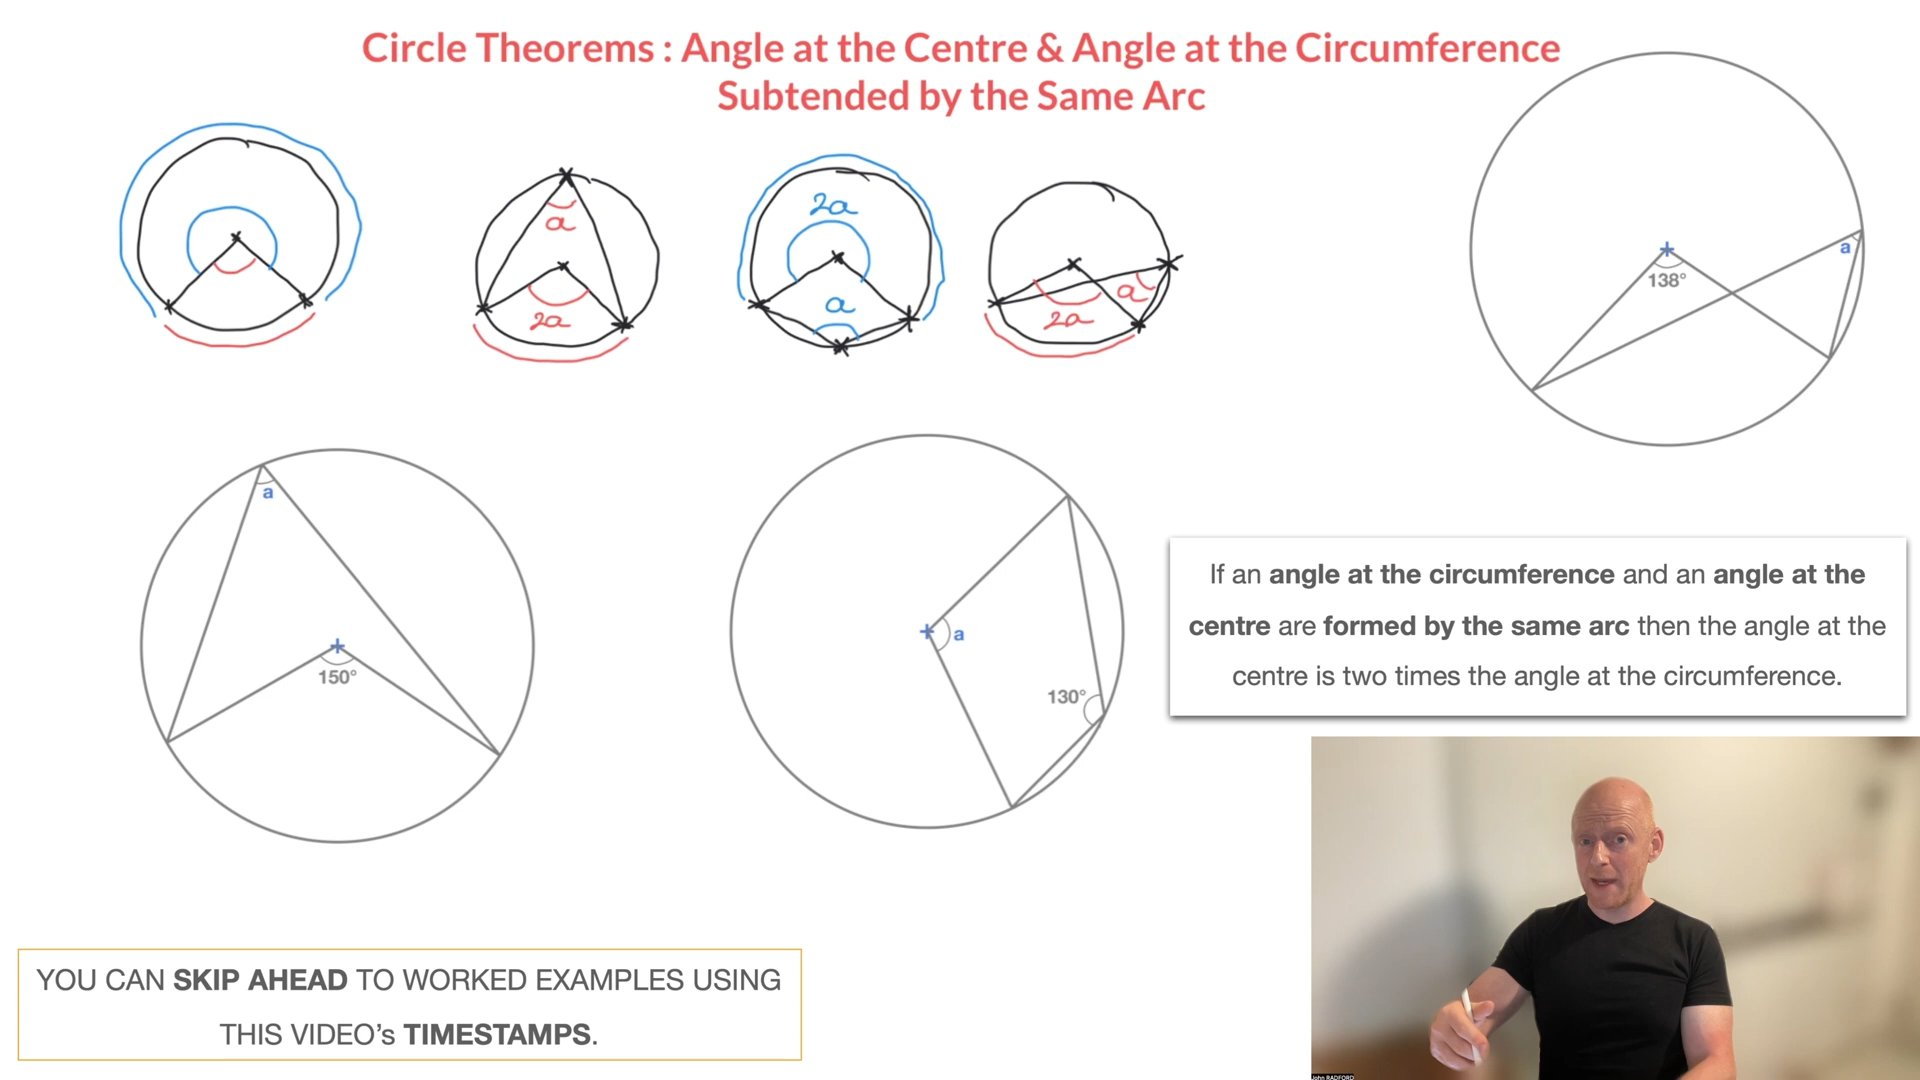 Circle Theorems : Angle at the Centre & Angle at the Circumference
Subtended by the Same Arc
a
2a
2a
a
2a
a
138°
a
a
150°
a
130°
If an angle at the circumference and an angle at the
centre are formed by the same arc then the angle at the
centre is two times the angle at the circumference.
YOU CAN SKIP AHEAD TO WORKED EXAMPLES USING
THIS VIDEO's TIMESTAMPS.
John RADFORD